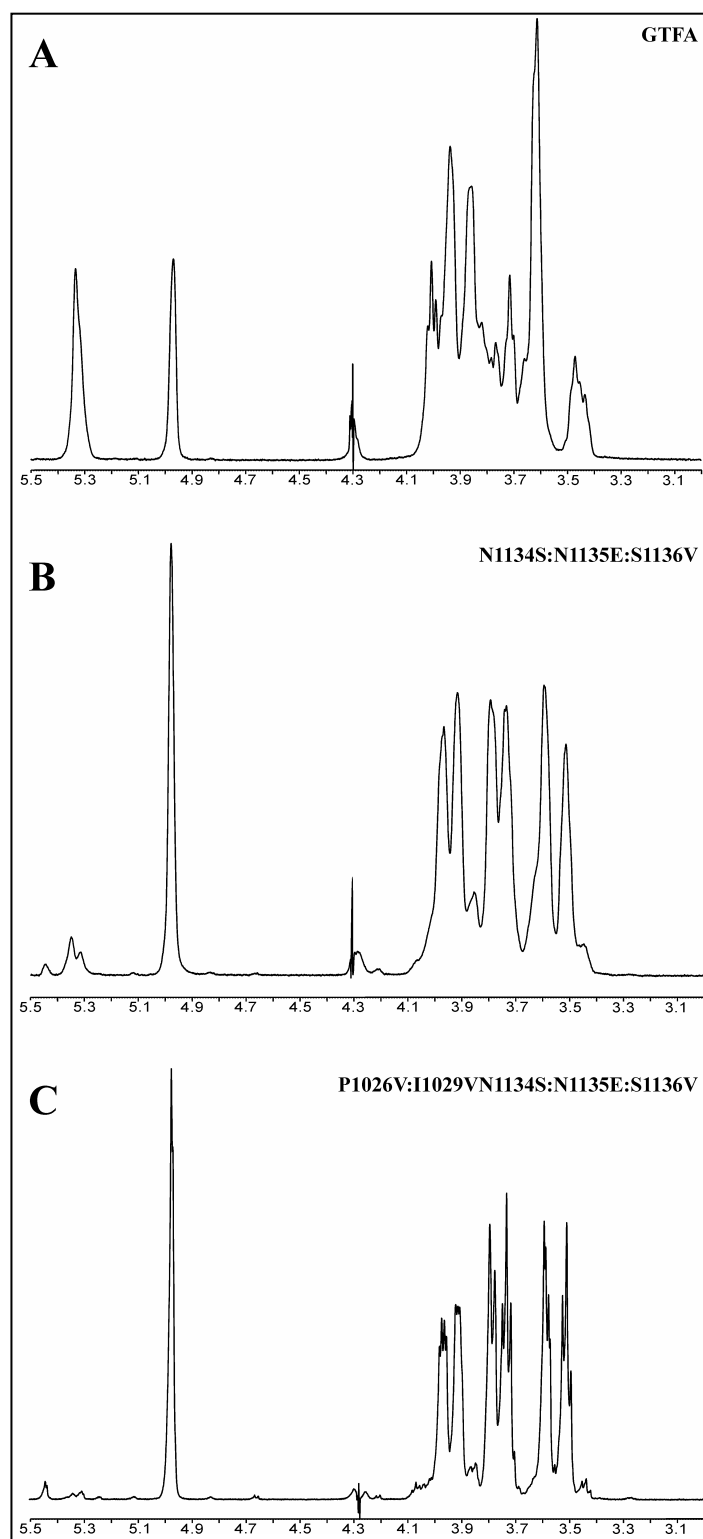 A
GTFA
5.5 5.3 5.1 4.9 4.7 4.5 4.3 4.1 3.9 3.7 3.5 3.3 3.1
B
N1134S:N1135E:S1136V
5.5 5.3 5.1 4.9 4.7 4.5 4.3 4.1 3.9 3.7 3.5 3.3 3.1
C
P1026V:I1029VN1134S:N1135E:S1136V
5.5 5.3 5.1 4.9 4.7 4.5 4.3 4.1 3.9 3.7 3.5 3.3 3.1